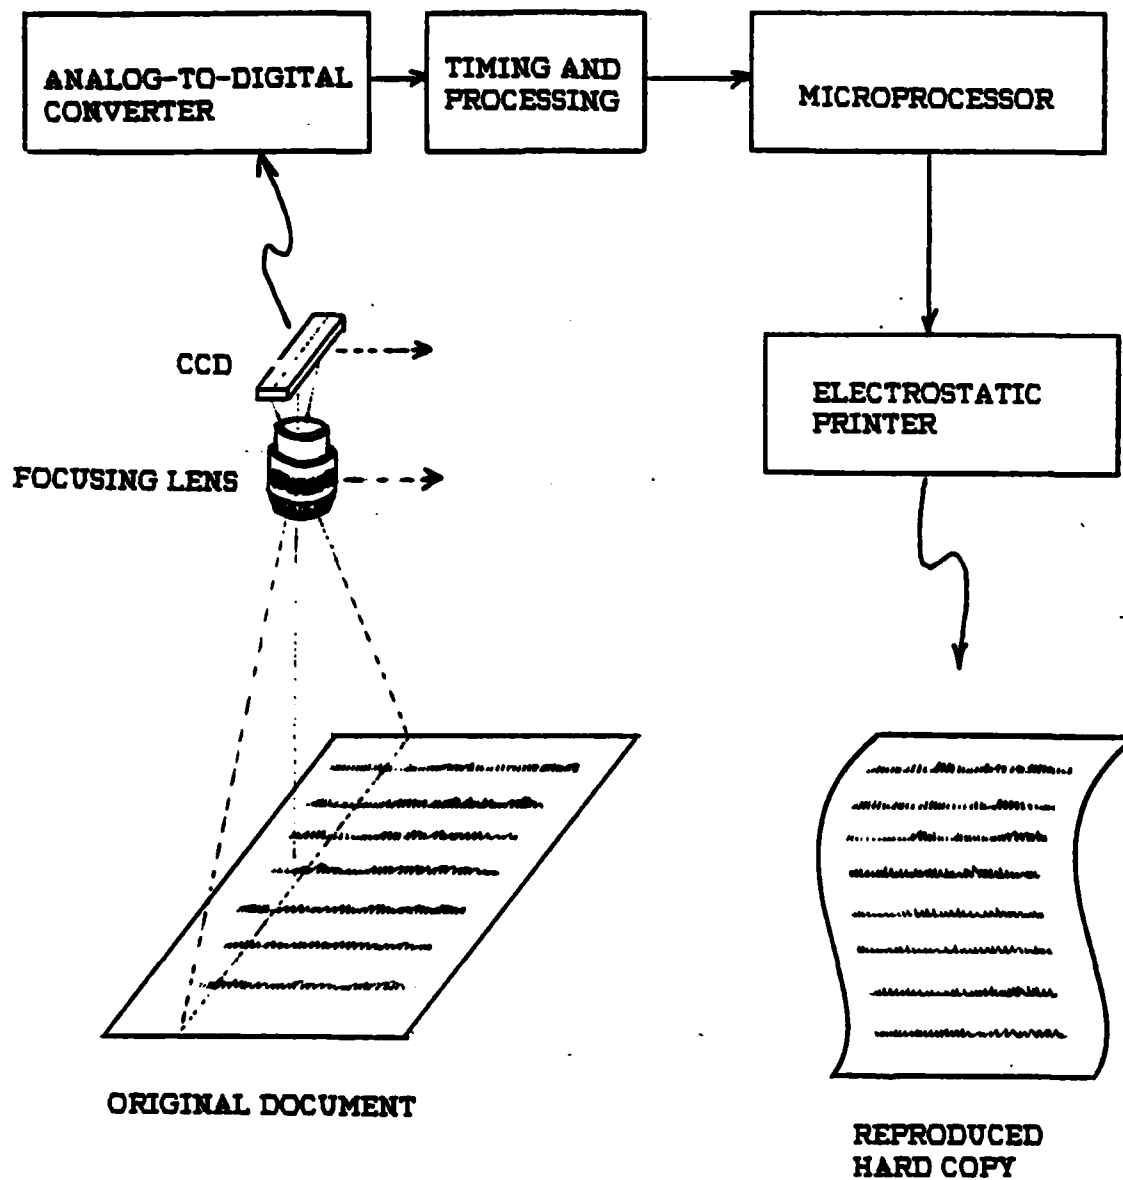 ANALOG-TO-DIGITAL
CONVERTER
TIMING AND
PROCESSING
MICROPROCESSOR
CCD
FOCUSING LENS
ELECTROSTATIC
PRINTER
ORIGINAL DOCUMENT
REPRODUCED
HARD COPY